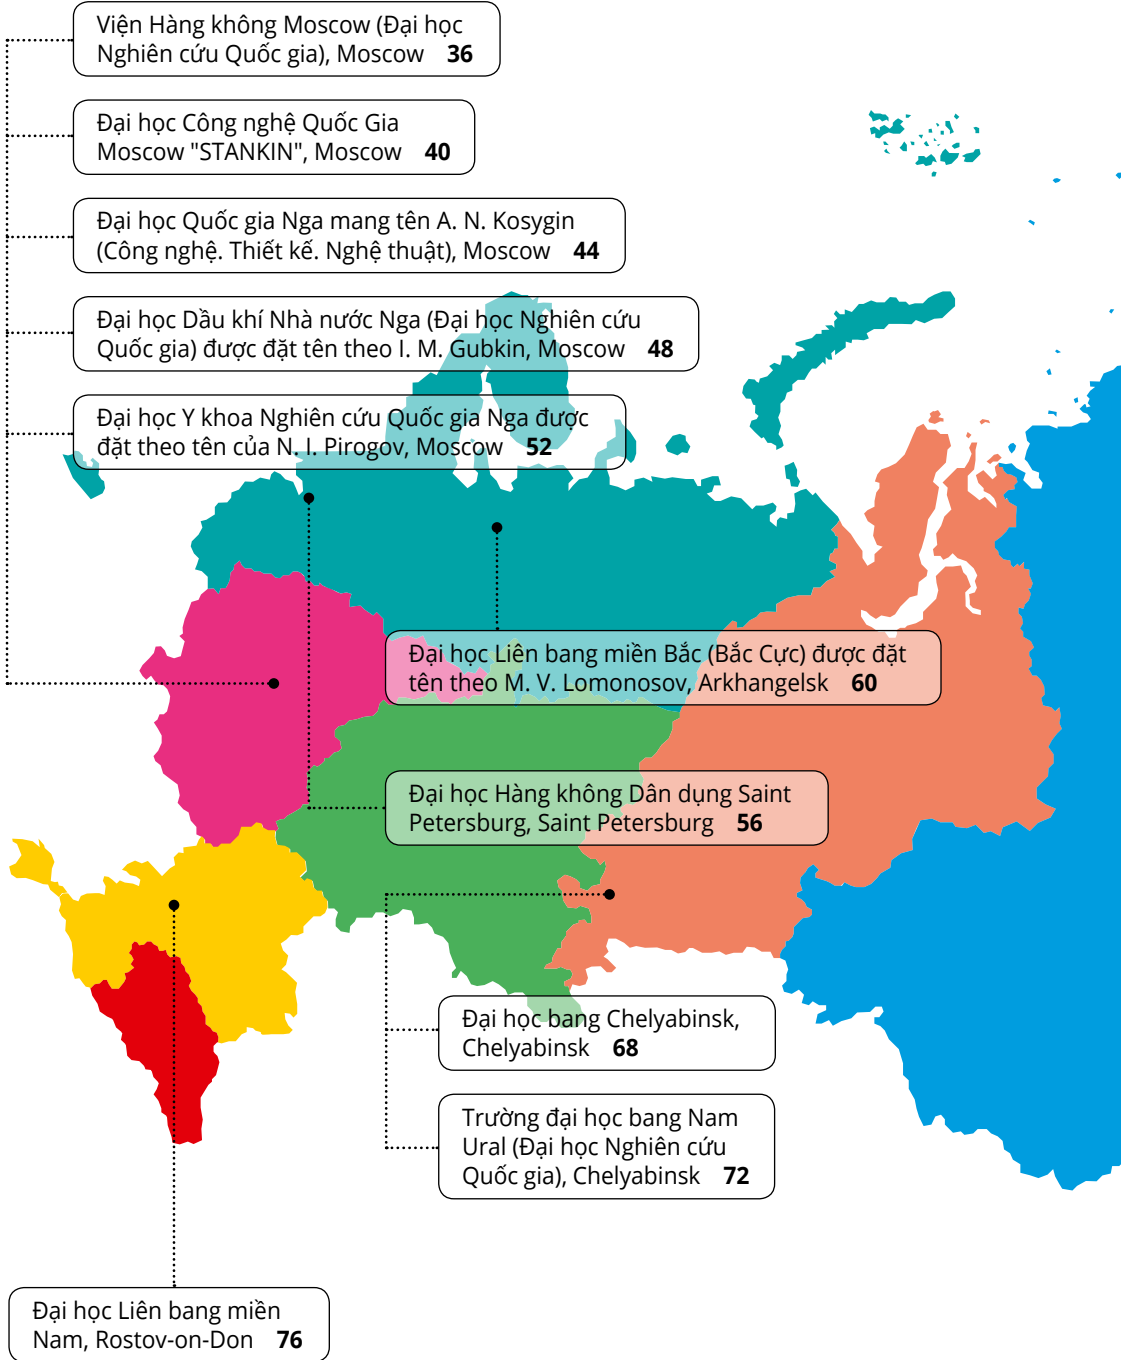 Viện Hàng không Moscow (Đại học
Nghiên cứu Quốc gia), Moscow 36
Đại học Công nghệ Quốc Gia
Moscow "STANKIN", Moscow 40
Đại học Quốc gia Nga mang tên A. N. Kosygin
(Công nghệ. Thiết kế. Nghệ thuật), Moscow 44
Đại học Dầu khí Nhà nước Nga (Đại học Nghiên cứu
Quốc gia) được đặt tên theo I. M. Gubkin, Moscow 48
Đại học Y khoa Nghiên cứu Quốc gia Nga được
đặt theo tên của N. I. Pirogov, Moscow 52
Đại học Liên bang miền Bắc (Bắc Cực) được đặt
tên theo M. V. Lomonosov, Arkhangelsk 60
Đại học Hàng không Dân dụng Saint
Petersburg, Saint Petersburg 56
Đại học bang Chelyabinsk,
Chelyabinsk 68
Trường đại học bang Nam
Ural (Đại học Nghiên cứu
Quốc gia), Chelyabinsk 72
Đại học Liên bang miền
Nam, Rostov-on-Don 76